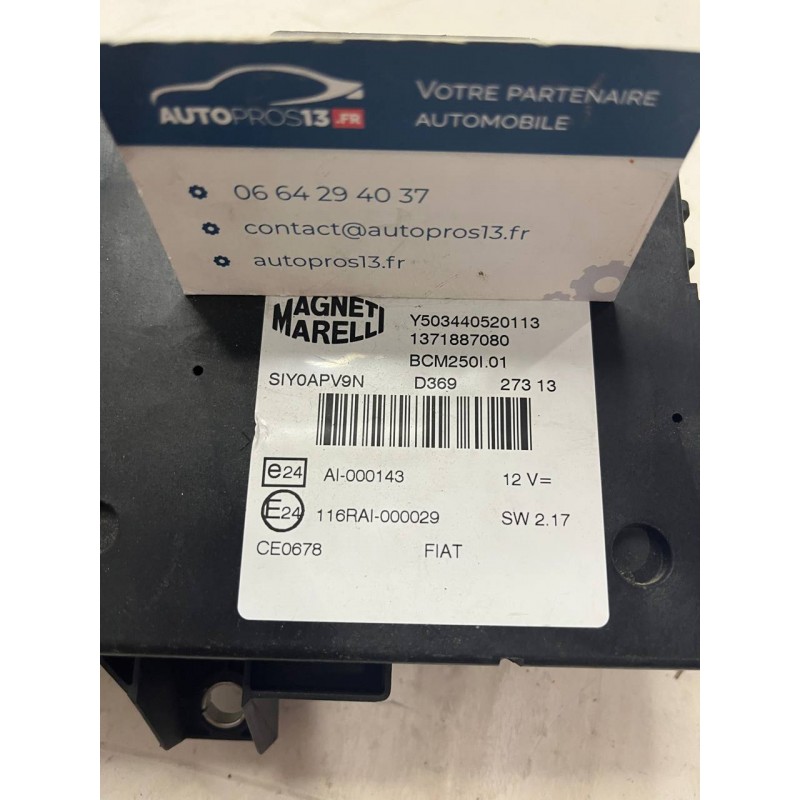 AUTOPROS13.FR
VOTRE PARTENAIRE
AUTOMOBILE
06 64 29 40 37
contact@autopros13.fr
autopros13.fr
MAGNETI
MARELLI
Y503440520113
1371887080
BCM250I.01
SIY0APV9N D369 273 13
e24 AI-000143 12 V=
E24 116RAI-000029 SW 2.17
CE0678 FIAT